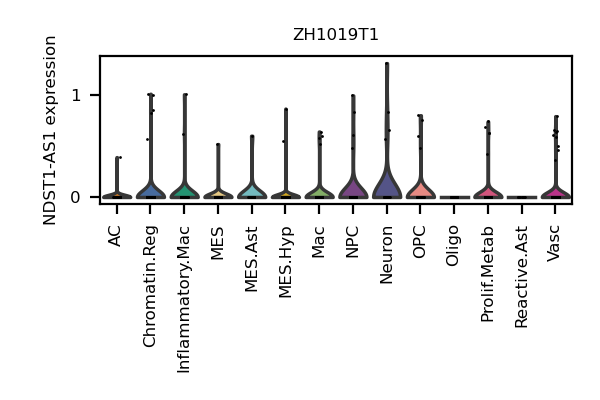 ZH1019T1
NDST1-AS1 expression
1
0
AC
Chromatin.Reg
Inflammatory.Mac
MES
MES.Ast
MES.Hyp
Mac
NPC
Neuron
OPC
Oligo
Prolif.Metab
Reactive.Ast
Vasc